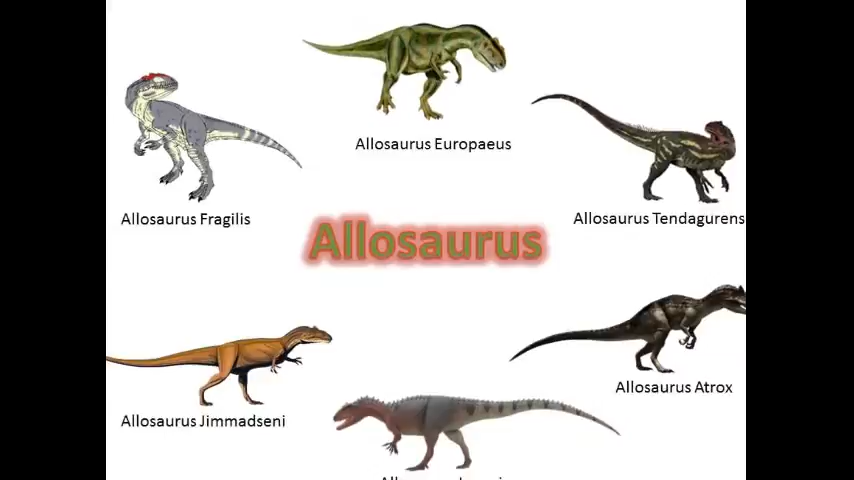 Allosaurus Europaeus
Allosaurus Fragilis
Allosaurus Tendagurens
Allosaurus
Allosaurus Atrox
Allosaurus Jimmadseni